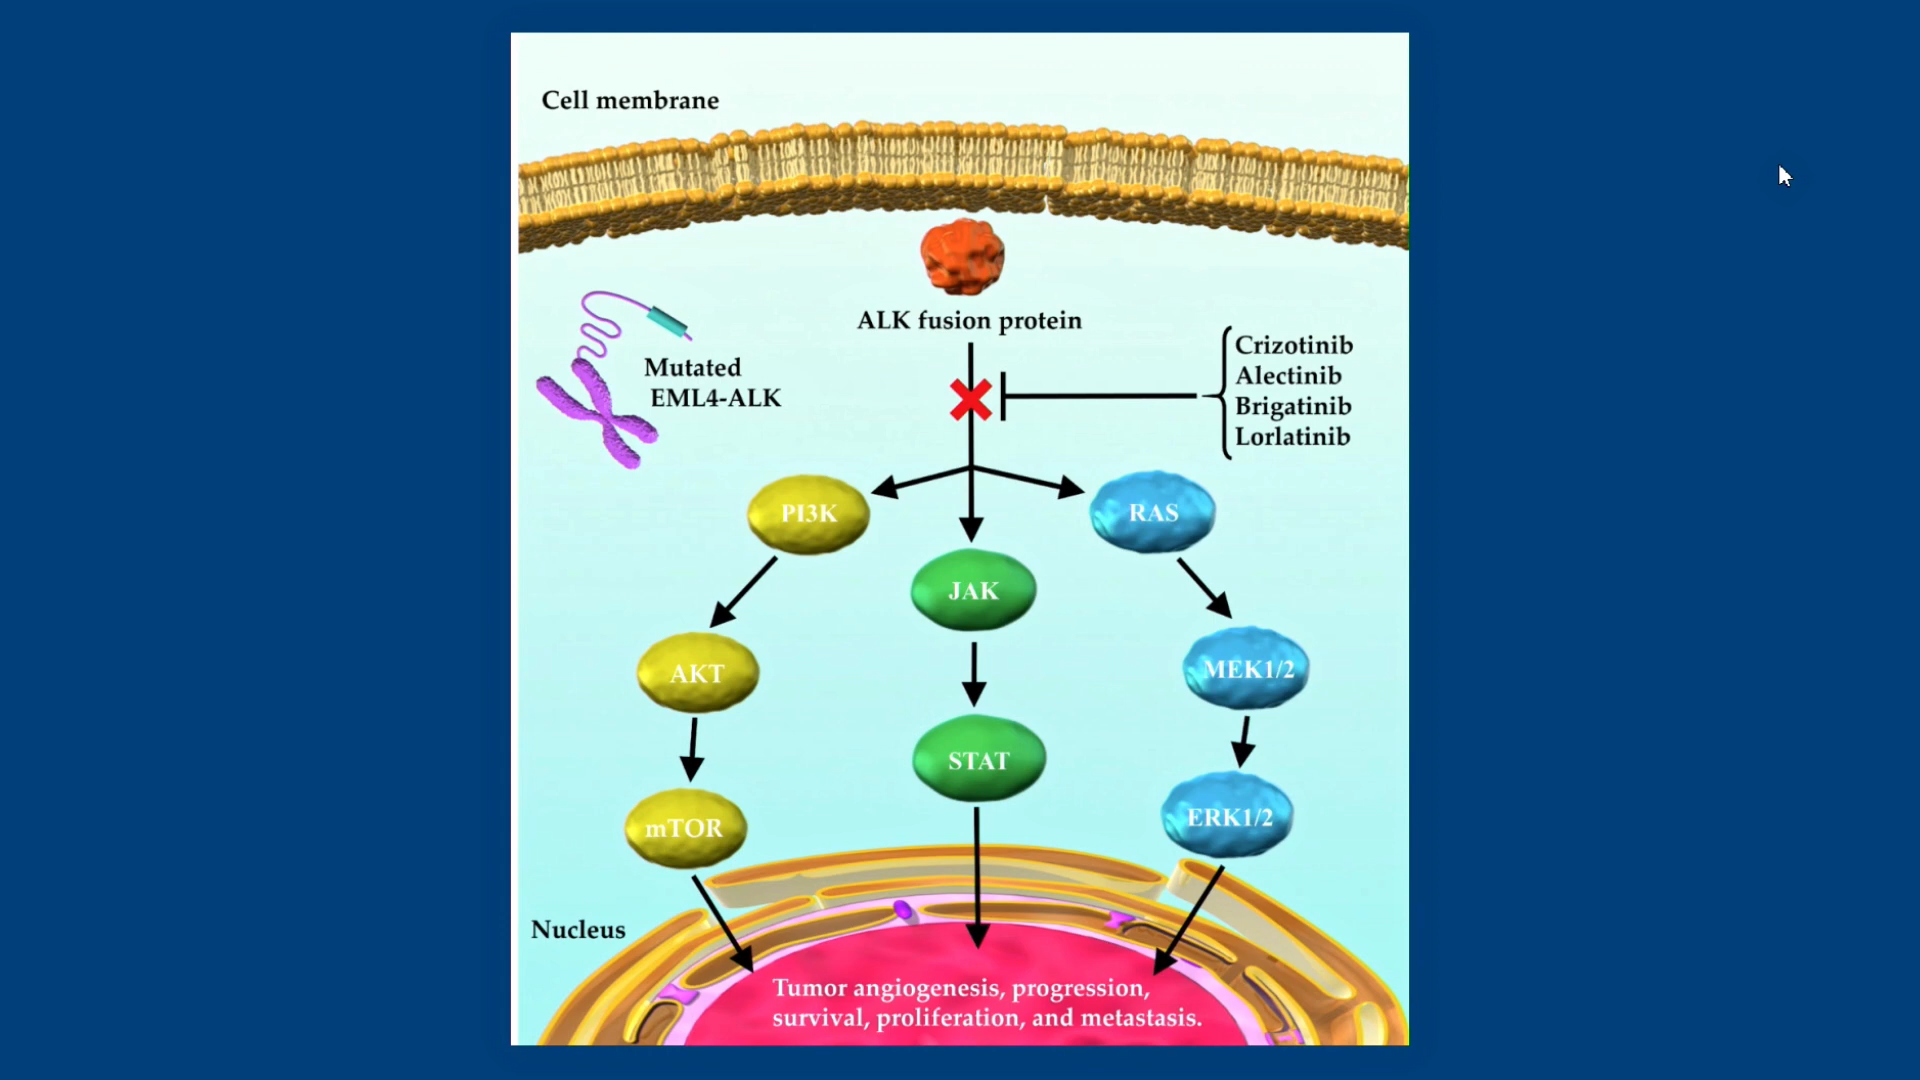 Cell membrane
ALK fusion protein
Mutated
EML4-ALK
Crizotinib
Alectinib
Brigatinib
Lorlatinib
PI3K
RAS
JAK
AKT
MEK1/2
STAT
mTOR
ERK1/2
Nucleus
Tumor angiogenesis, progression,
survival, proliferation, and metastasis.